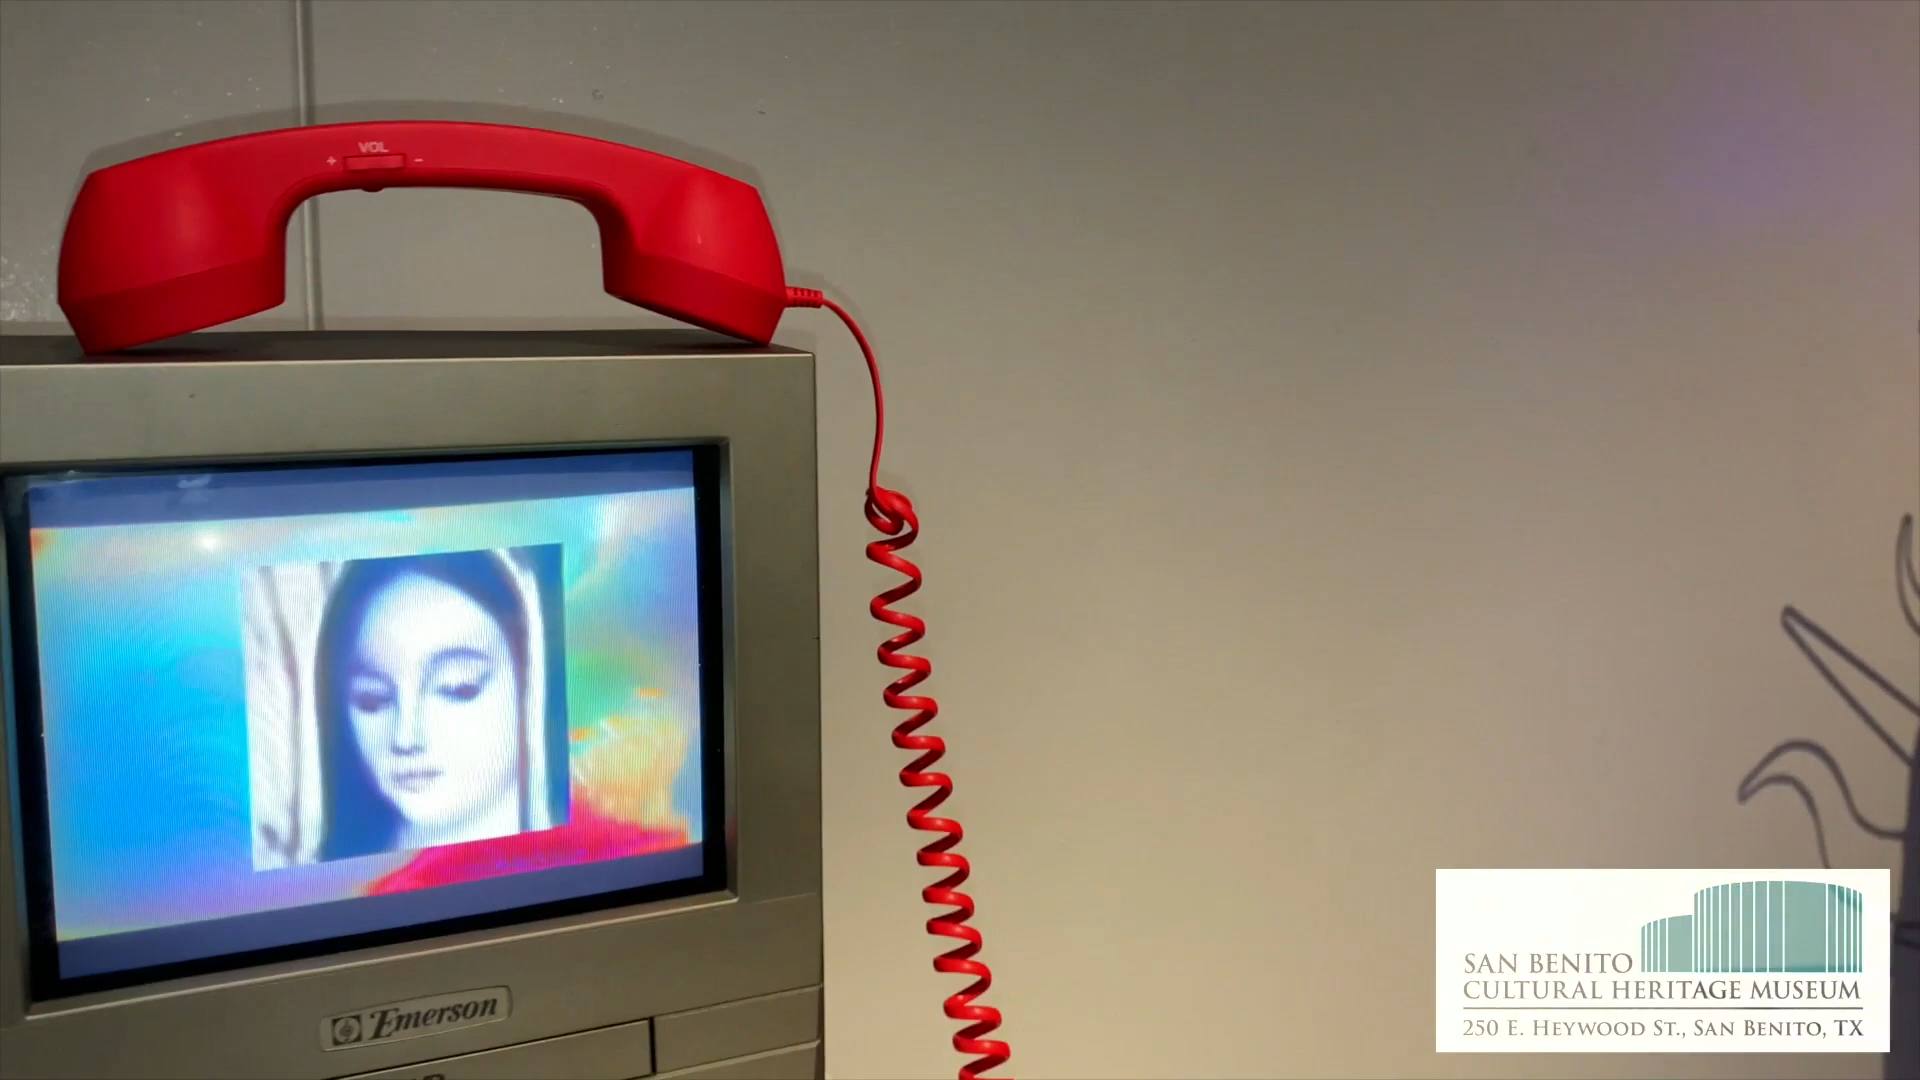 VOL
+ -
Emerson
SAN BENITO
CULTURAL HERITAGE MUSEUM
250 E. HEYWOOD ST., SAN BENITO, TX